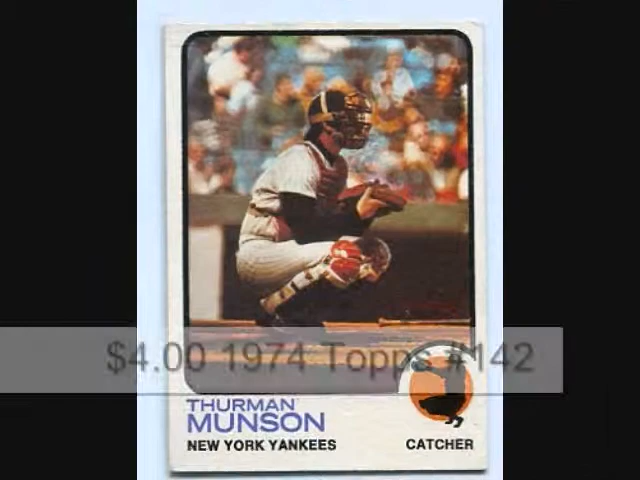 $4.00 1974 Topps #142
THURMAN
MUNSON
NEW YORK YANKEES
CATCHER